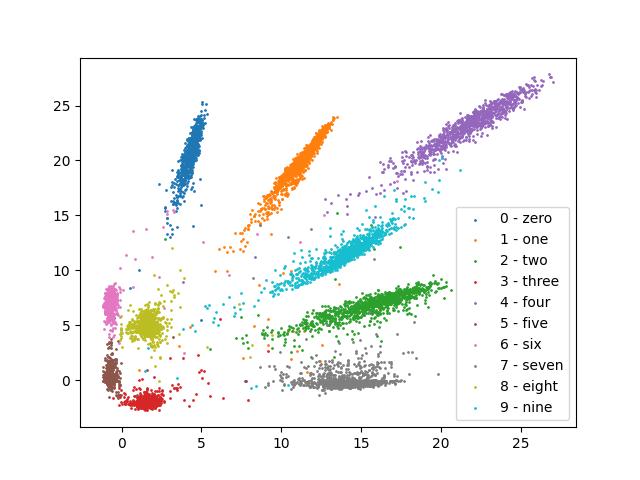 25
20
15
10
5
0
0
5
10
15
20
25
0 - zero
1 - one
2 - two
3 - three
4 - four
5 - five
6 - six
7 - seven
8 - eight
9 - nine